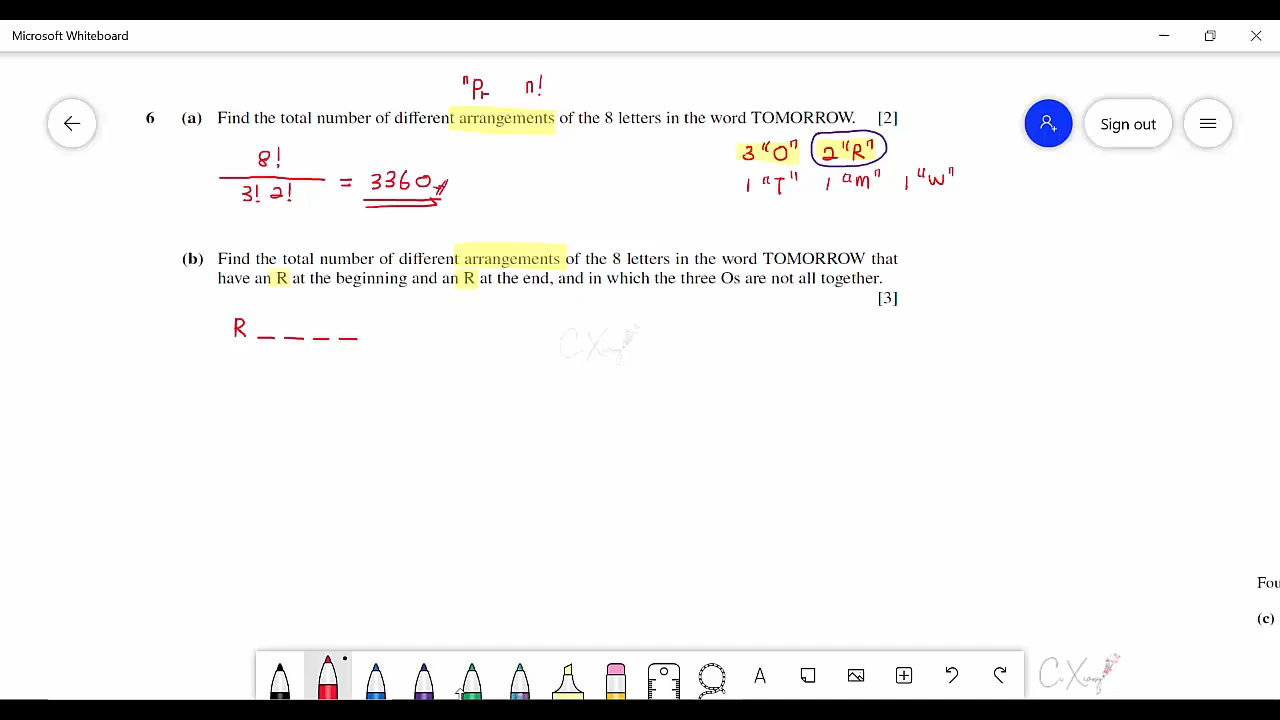 Microsoft Whiteboard
nPr n!
6 (a) Find the total number of different arrangements of the 8 letters in the word TOMORROW. [2]
8!
3! 2!
= 3360
3 "O" 2 "R"
1 "T" 1 "M" 1 "W"
(b) Find the total number of different arrangements of the 8 letters in the word TOMORROW that
have an R at the beginning and an R at the end, and in which the three Os are not all together.
[3]
R _ _ _ _
C.Xiang
Sign out
Fou
(c)
A
C.Xiang